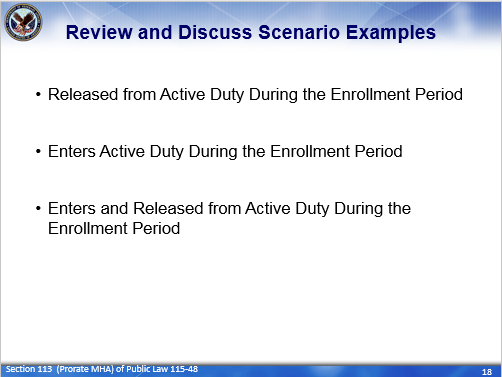 Review and Discuss Scenario Examples
• Released from Active Duty During the Enrollment Period
• Enters Active Duty During the Enrollment Period
• Enters and Released from Active Duty During the
Enrollment Period
Section 113 (Prorate MHA) of Public Law 115-48
18